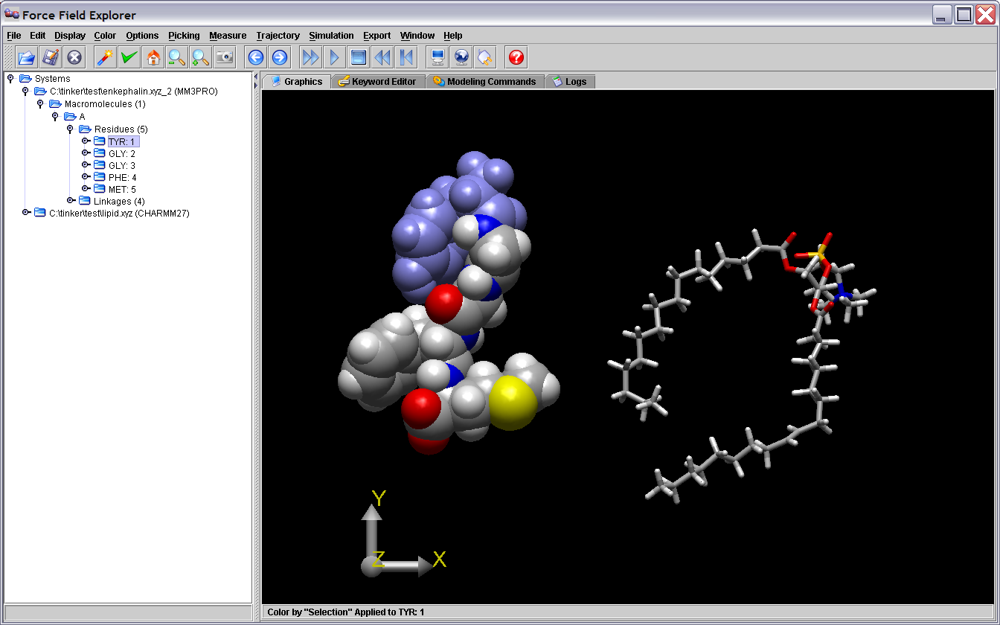 Force Field Explorer
File Edit Display Color Options Picking Measure Trajectory Simulation Export Window Help
Graphics Keyword Editor Modeling Commands Logs
Systems
C:\tinker\test\enkephalin.xyz_2 (MM3PRO)
Macromolecules (1)
A
Residues (5)
TYR: 1
GLY: 2
GLY: 3
PHE: 4
MET: 5
Linkages (4)
C:\tinker\test\lipid.xyz (CHARMM27)
Y
Z X
Color by "Selection" Applied to TYR: 1